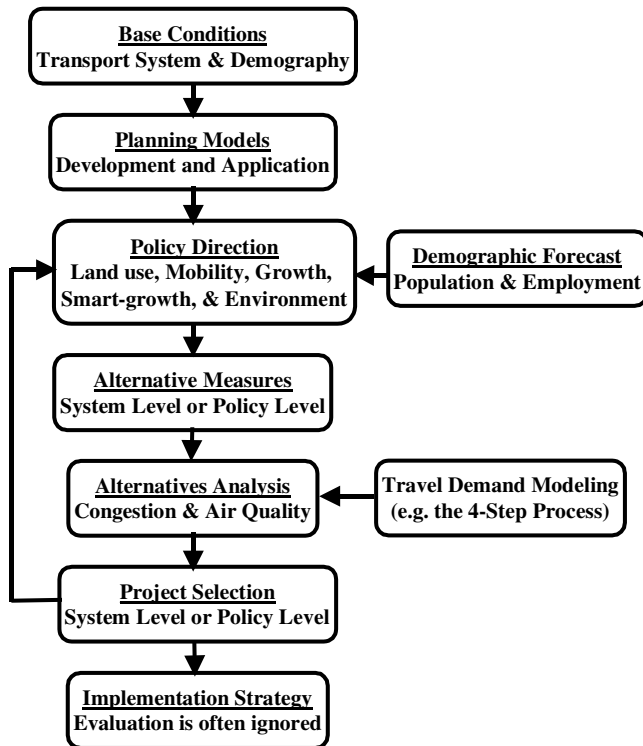 Base Conditions
Transport System & Demography
Planning Models
Development and Application
Policy Direction
Land use, Mobility, Growth,
Smart-growth, & Environment
Demographic Forecast
Population & Employment
Alternative Measures
System Level or Policy Level
Alternatives Analysis
Congestion & Air Quality
Travel Demand Modeling
(e.g. the 4-Step Process)
Project Selection
System Level or Policy Level
Implementation Strategy
Evaluation is often ignored